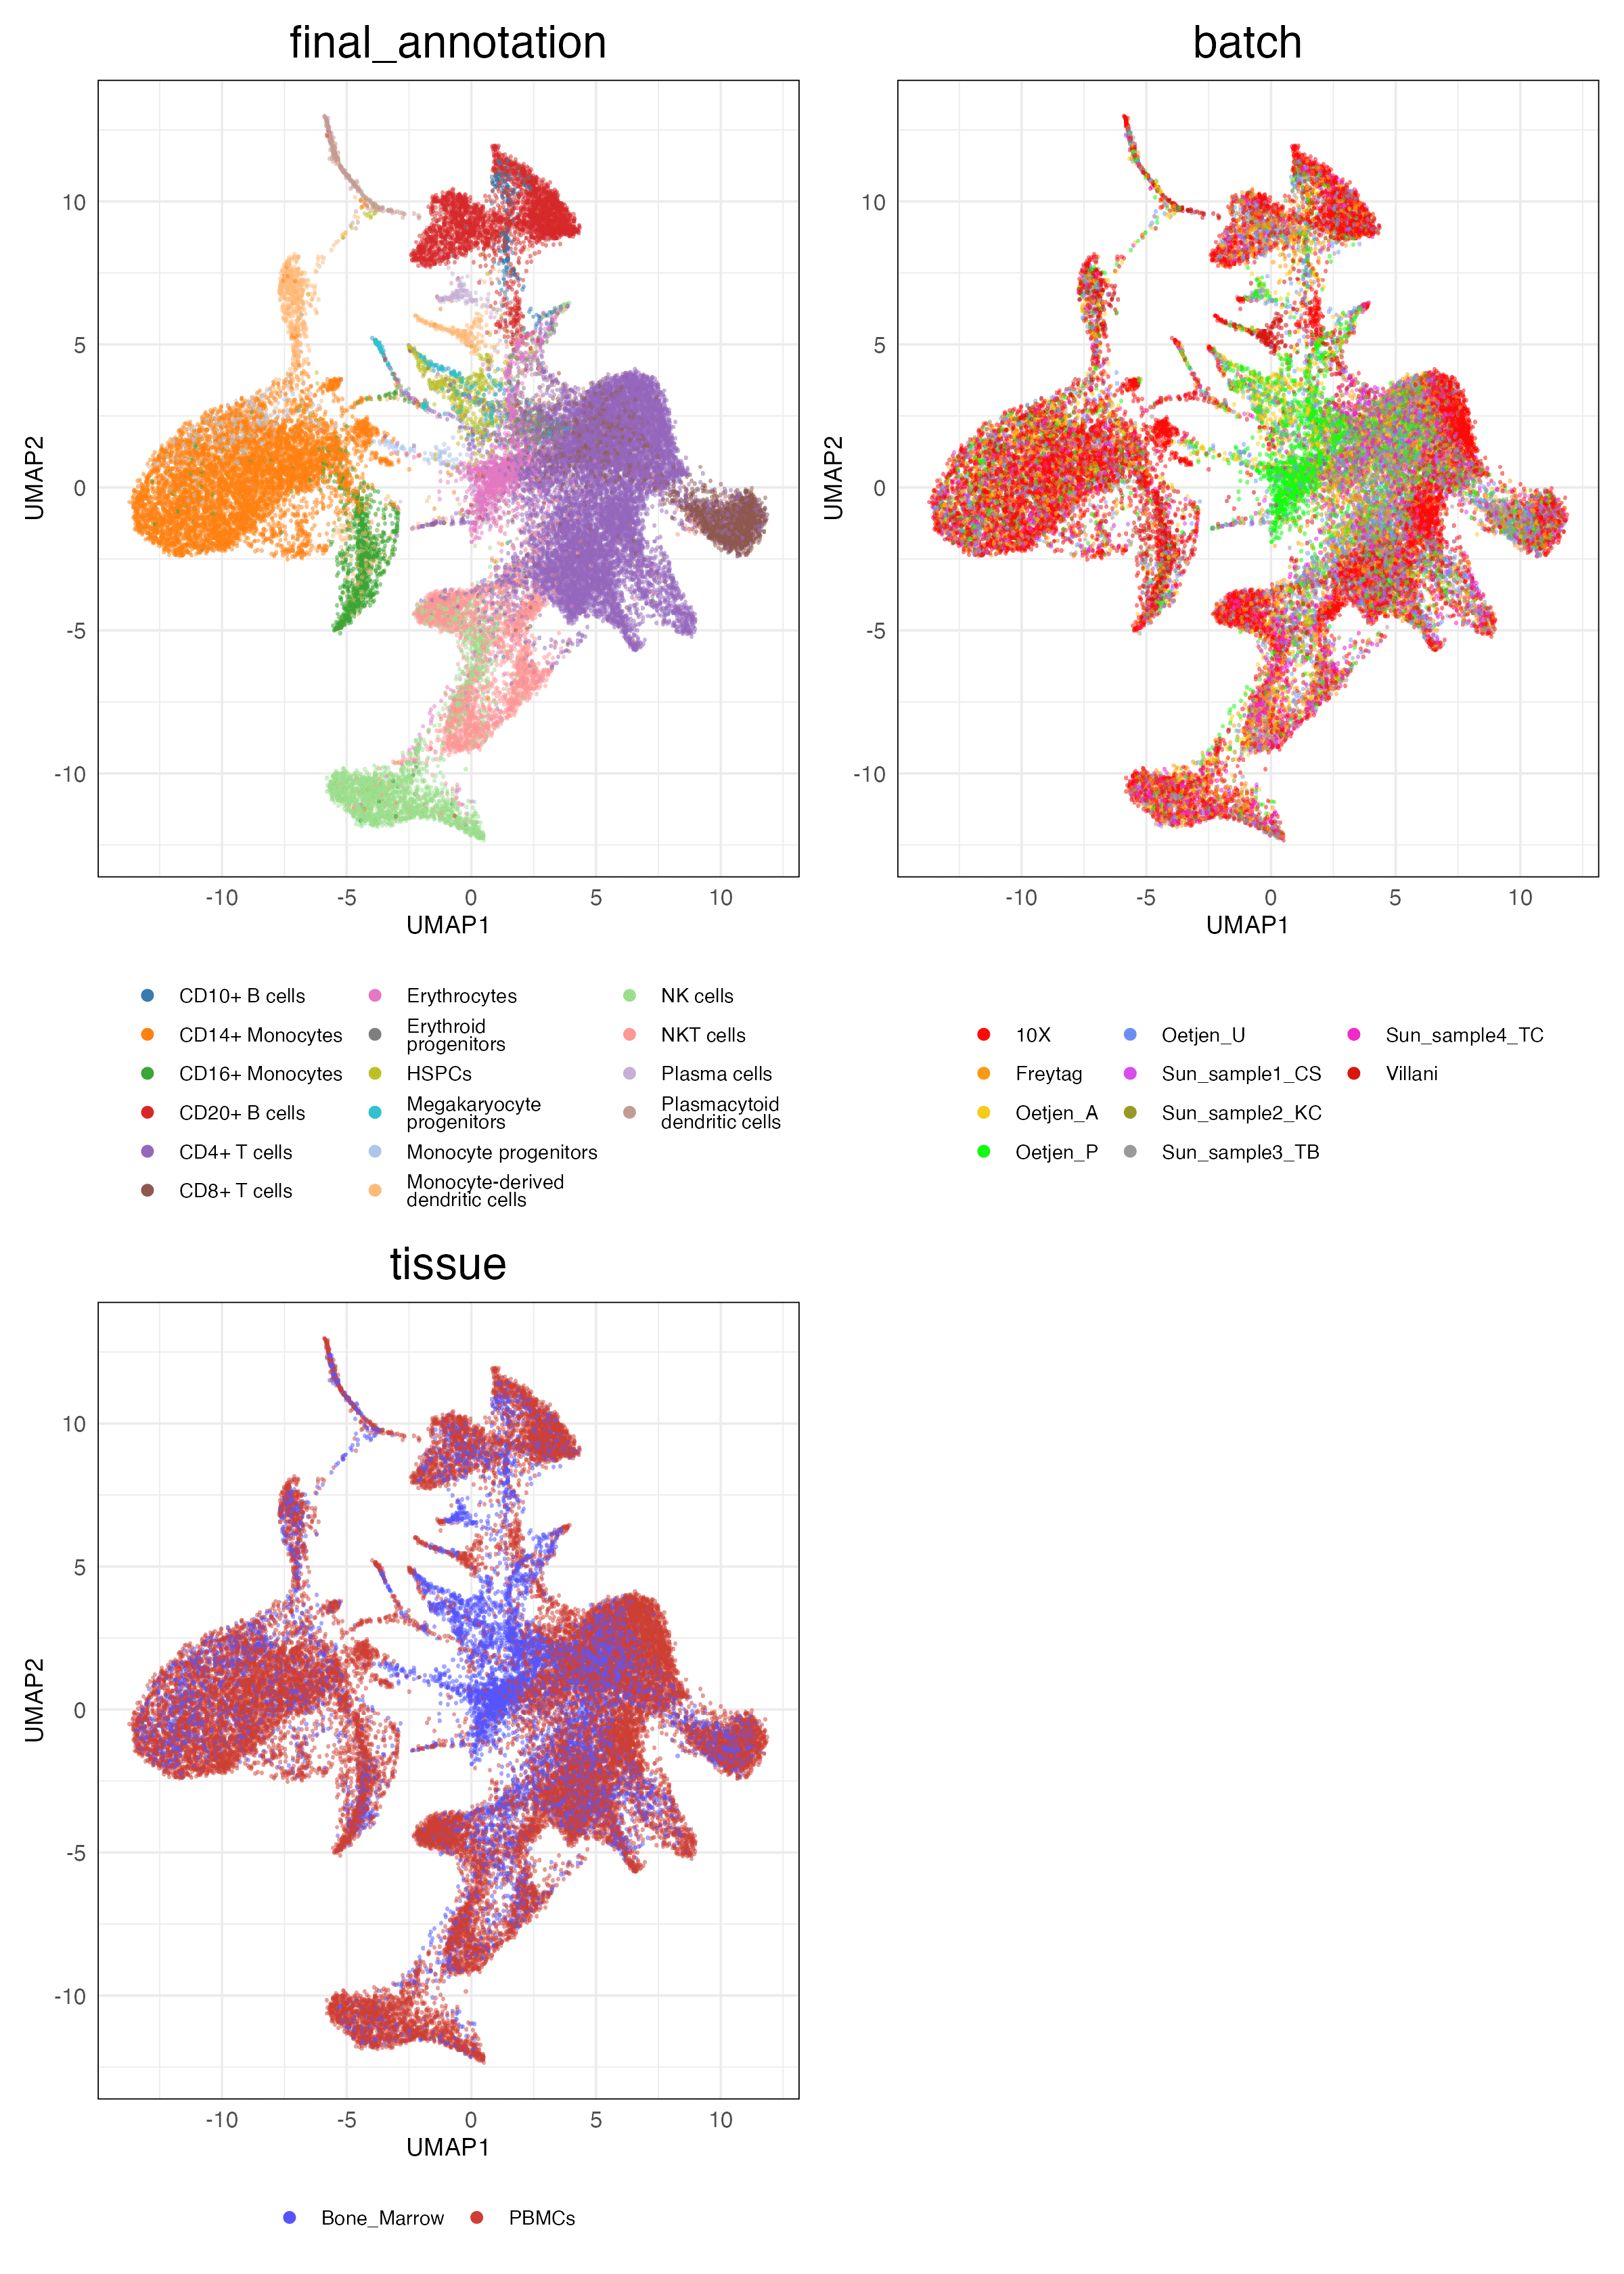 final_annotation
batch
10
5
0
-5
-10
UMAP2
-10
-5
0
5
10
UMAP1
10
5
0
-5
-10
UMAP2
-10
-5
0
5
10
UMAP1
CD10+ B cells
CD14+ Monocytes
CD16+ Monocytes
CD20+ B cells
CD4+ T cells
CD8+ T cells
Erythrocytes
Erythroid
progenitors
HSPCs
Megakaryocyte
progenitors
Monocyte progenitors
Monocyte-derived
dendritic cells
NK cells
NKT cells
Plasma cells
Plasmacytoid
dendritic cells
10X
Freytag
Oetjen_A
Oetjen_P
Oetjen_U
Sun_sample1_CS
Sun_sample2_KC
Sun_sample3_TB
Sun_sample4_TC
Villani
tissue
10
5
0
-5
-10
UMAP2
-10
-5
0
5
10
UMAP1
Bone_Marrow
PBMCs